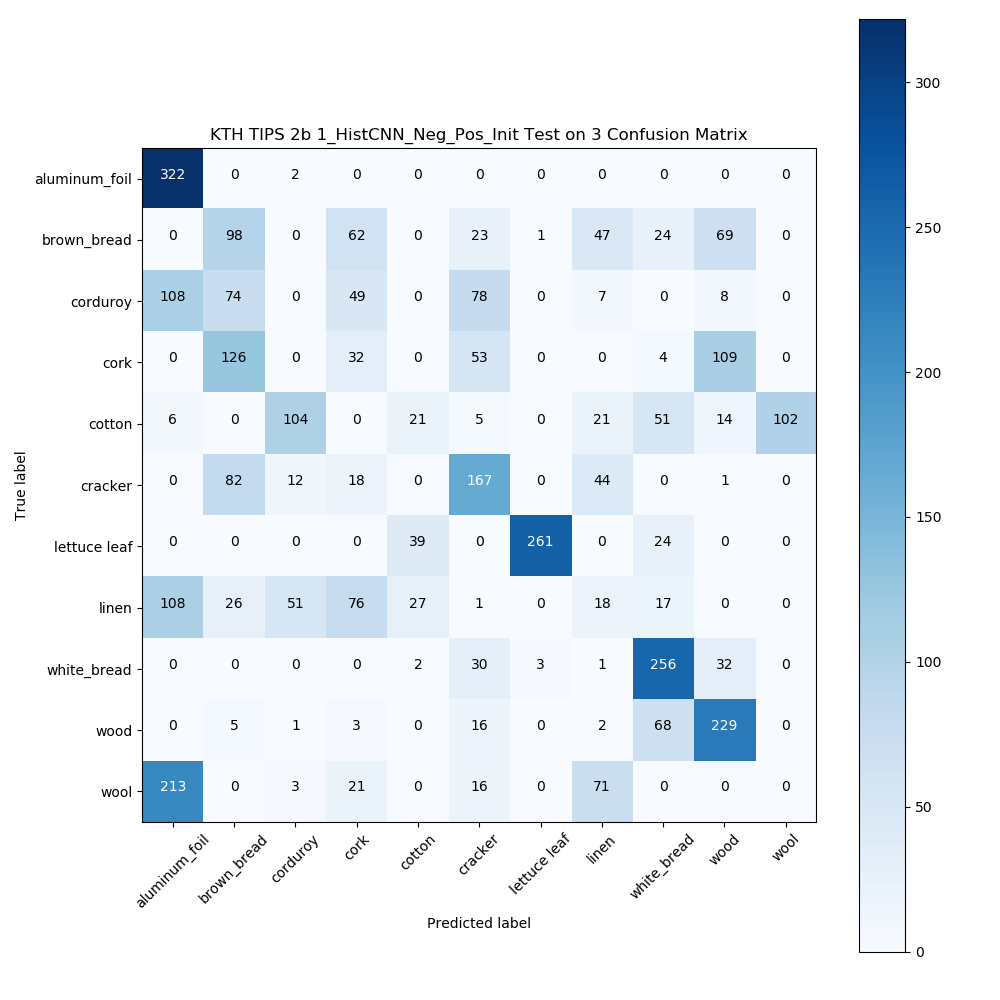 KTH TIPS 2b 1_HistCNN_Neg_Pos_Init Test on 3 Confusion Matrix
True label
aluminum_foil 322 0 2 0 0 0 0 0 0 0 0
brown_bread 0 98 0 62 0 23 1 47 24 69 0
corduroy 108 74 0 49 0 78 0 7 0 8 0
cork 0 126 0 32 0 53 0 0 4 109 0
cotton 6 0 104 0 21 5 0 21 51 14 102
cracker 0 82 12 18 0 167 0 44 0 1 0
lettuce leaf 0 0 0 0 39 0 261 0 24 0 0
linen 108 26 51 76 27 1 0 18 17 0 0
white_bread 0 0 0 0 2 30 3 1 256 32 0
wood 0 5 1 3 0 16 0 2 68 229 0
wool 213 0 3 21 0 16 0 71 0 0 0
aluminum_foil brown_bread corduroy cork cotton cracker lettuce leaf linen white_bread wood wool
Predicted label
300
250
200
150
100
50
0